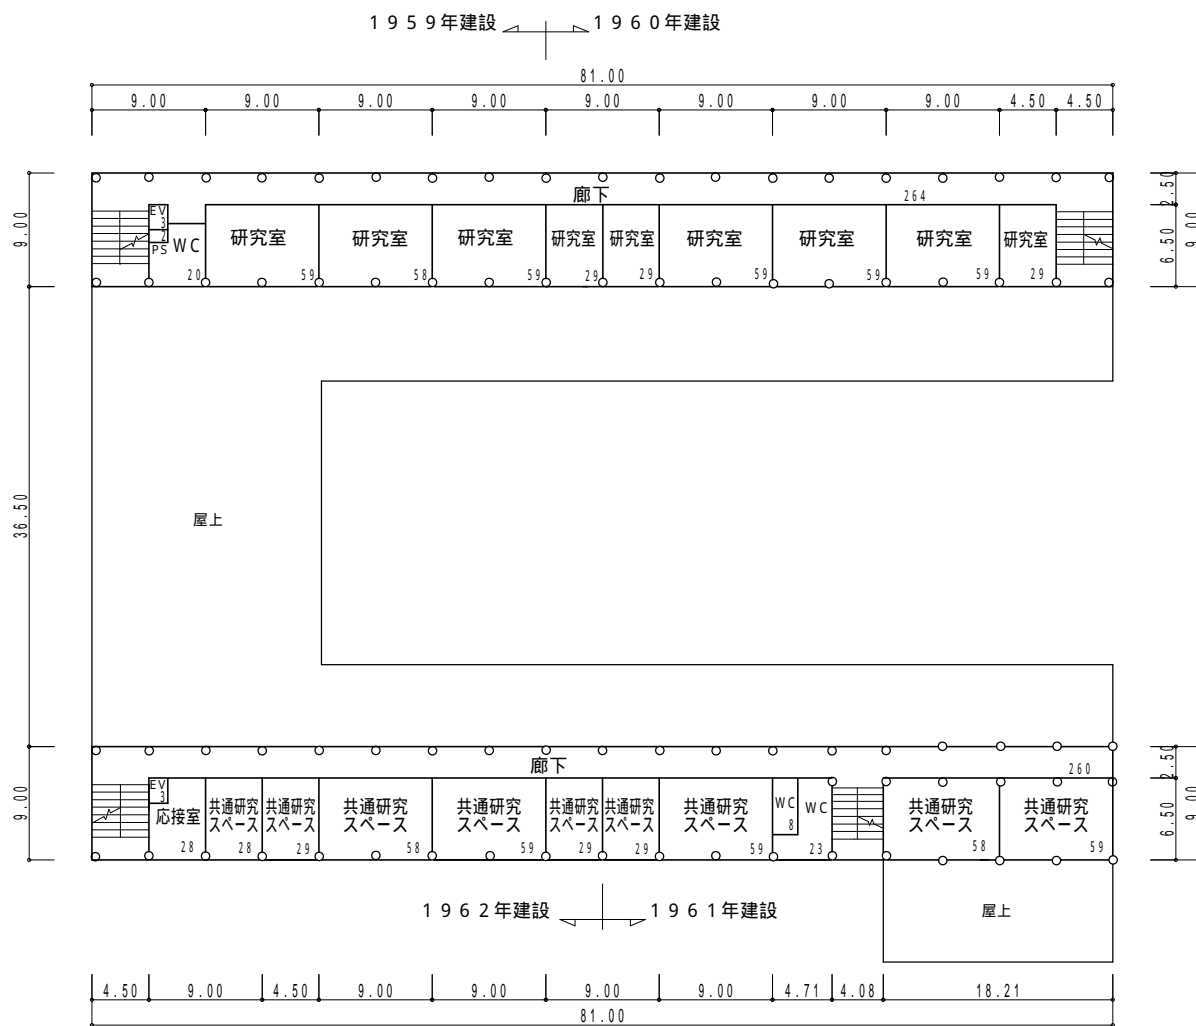 １９５９年建設 １９６０年建設
81.00
9.00 9.00 9.00 9.00 9.00 9.00 9.00 9.00 4.50 4.50
廊下
264
2.50
9.00
6.50
9.00
EV
3
2
PS
WC
20
研究室
59
研究室
58
研究室
59
研究室
29
研究室
29
研究室
59
研究室
59
研究室
59
研究室
29
36.50
屋上
廊下
260
2.50
9.00
6.50
9.00
EV
3
応接室
28
共通研究
スペース
28
共通研究
スペース
29
共通研究
スペース
58
共通研究
スペース
59
共通研究
スペース
29
共通研究
スペース
29
共通研究
スペース
59
WC
8
WC
23
共通研究
スペース
58
共通研究
スペース
59
１９６２年建設 １９６１年建設
屋上
4.50 9.00 4.50 9.00 9.00 9.00 9.00 4.71 4.08 18.21
81.00